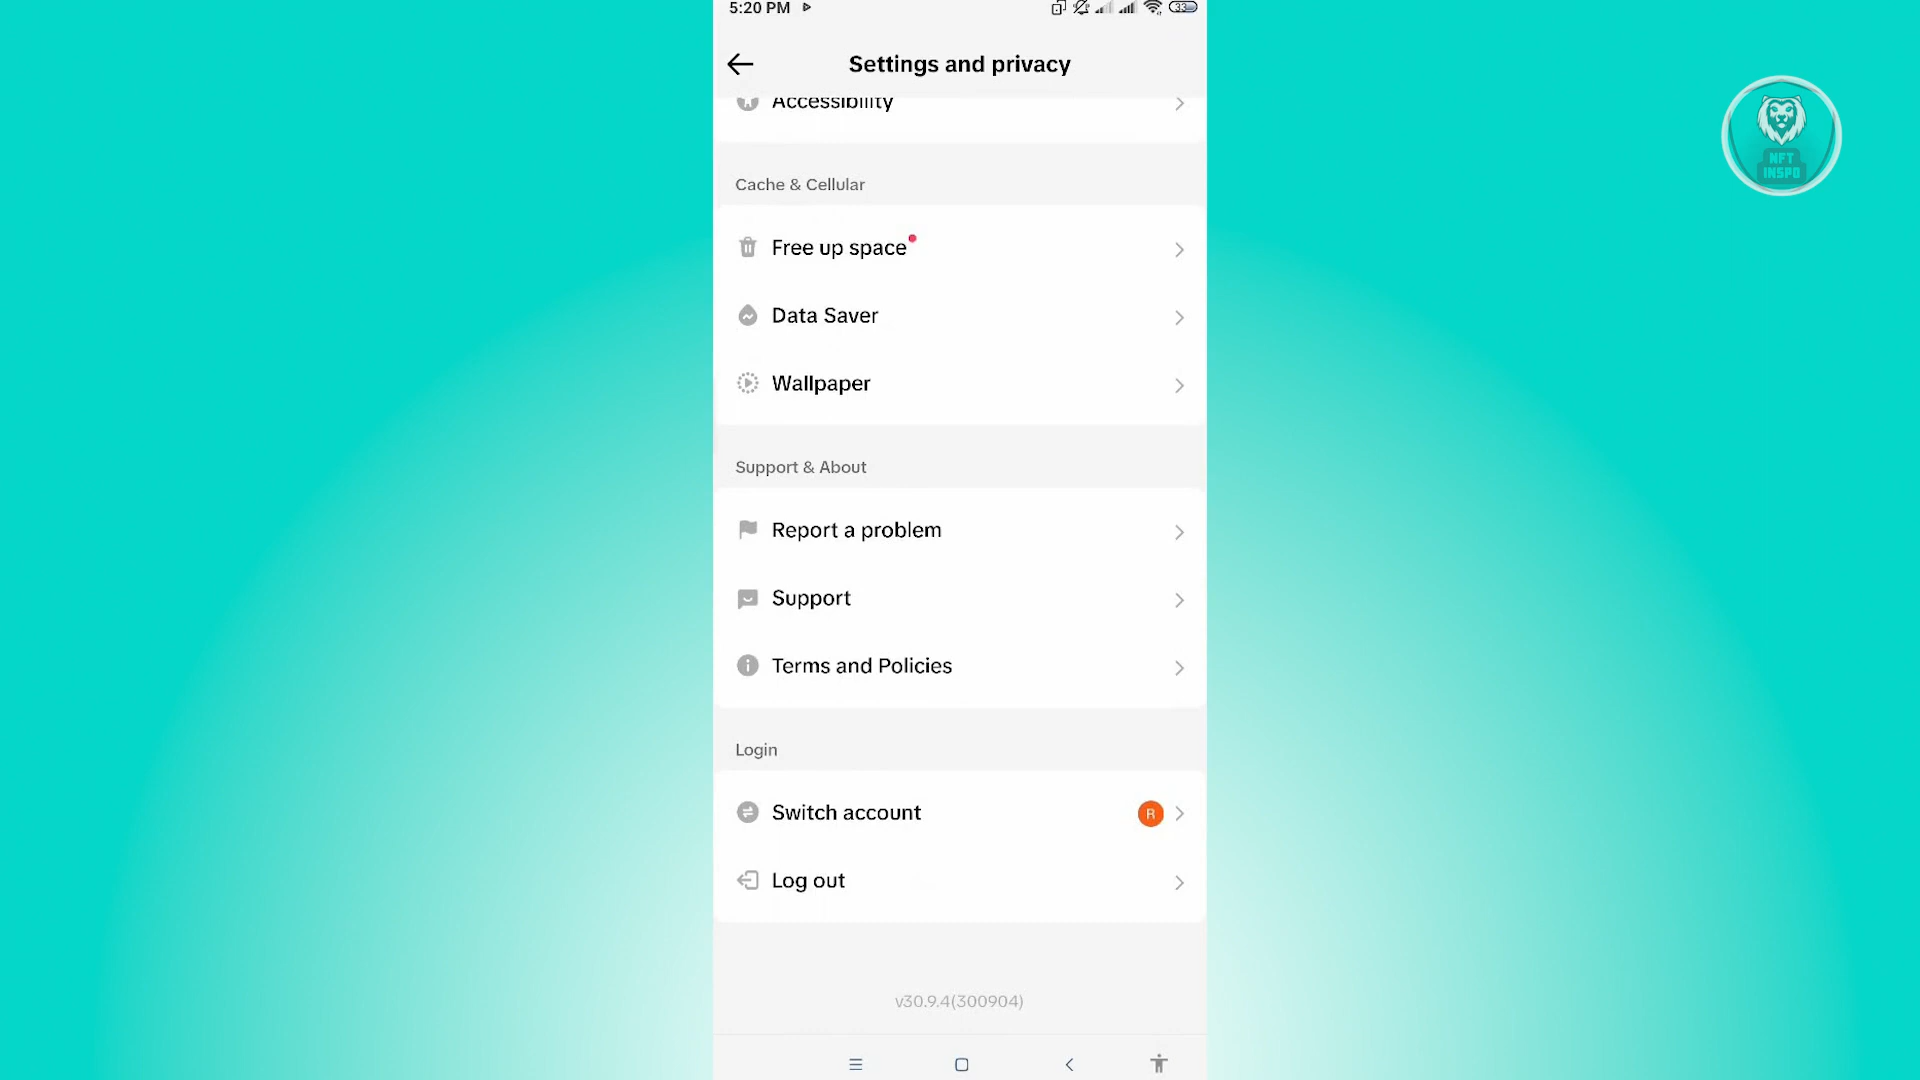 5:20 PM
33
Settings and privacy
Accessibility
Cache & Cellular
Free up space
Data Saver
Wallpaper
Support & About
Report a problem
Support
Terms and Policies
Login
Switch account
R
Log out
v30.9.4(300904)
NFT
INSPO